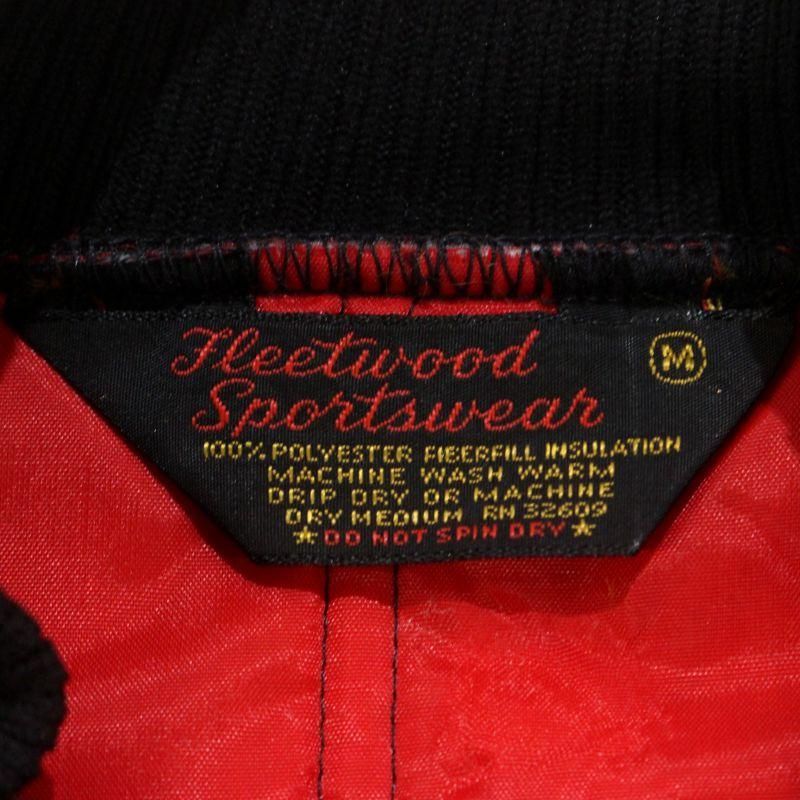 Fleetwood
Sportswear
M
100% POLYESTER FIBERFILL INSULATION
MACHINE WASH WARM
DRIP DRY OR MACHINE
DRY MEDIUM RN 32609
★DO NOT SPIN DRY★